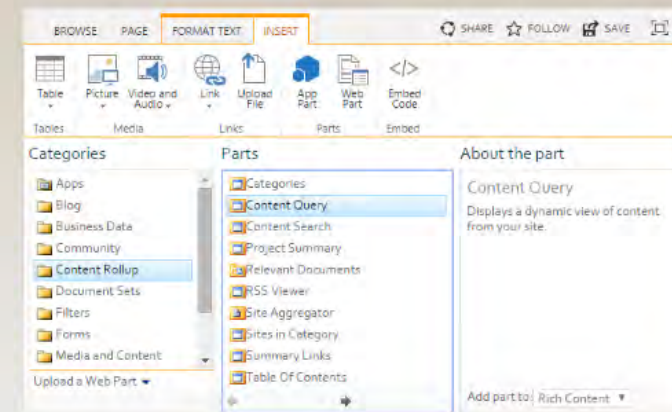 BROWSE PAGE FORMAT TEXT INSERT SHARE FOLLOW SAVE
Table Picture Video and Audio Link Upload File App Part Web Part Embed Code
Tables Media Links Parts Embed
Categories
Apps
Blog
Business Data
Community
Content Rollup
Document Sets
Filters
Forms
Media and Content
Upload a Web Part
Parts
Categories
Content Query
Content Search
Project Summary
Relevant Documents
RSS Viewer
Site Aggregator
Sites in Category
Summary Links
Table Of Contents
About the part
Content Query
Displays a dynamic view of content
from your site.
Add part to: Rich Content